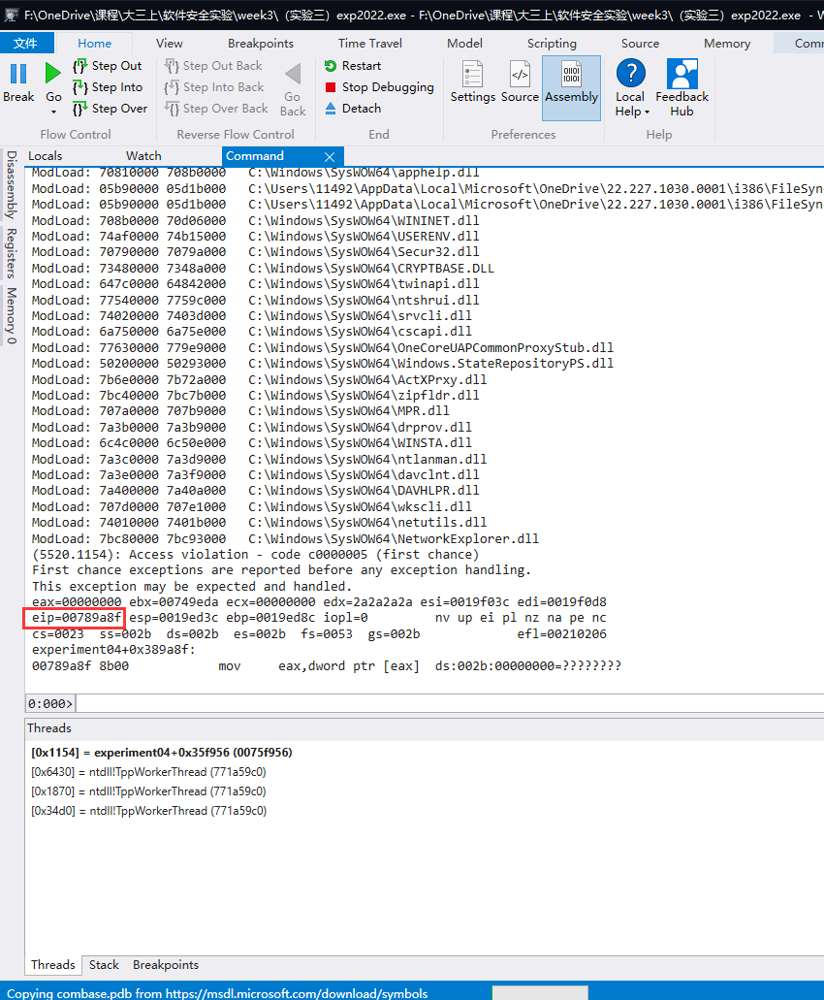 F:\OneDrive\课程\大三上\软件安全实验\week3\（实验三）exp2022.exe - F:\OneDrive\课程\大三上\软件安全实验\week3\（实验三）exp2022.exe - W
文件 Home View Breakpoints Time Travel Model Scripting Source Memory Comm
Break
Go
Step Out
Step Into
Step Over
Flow Control
Step Out Back
Step Into Back
Step Over Back
Go Back
Reverse Flow Control
Restart
Stop Debugging
Detach
End
Settings Source Assembly
Preferences
Local Help
Feedback Hub
Help
Disassembly
Registers
Memory 0
Locals Watch Command
ModLoad: 70810000 708b0000   C:\Windows\SysWOW64\apphelp.dll
ModLoad: 05b90000 05d1b000   C:\Users\11492\AppData\Local\Microsoft\OneDrive\22.227.1030.0001\i386\FileSyn
ModLoad: 05b90000 05d1b000   C:\Users\11492\AppData\Local\Microsoft\OneDrive\22.227.1030.0001\i386\FileSyn
ModLoad: 708b0000 70d06000   C:\Windows\SysWOW64\WININET.dll
ModLoad: 74af0000 74b15000   C:\Windows\SysWOW64\USERENV.dll
ModLoad: 70790000 7079a000   C:\Windows\SysWOW64\Secur32.dll
ModLoad: 73480000 7348a000   C:\Windows\SysWOW64\CRYPTBASE.DLL
ModLoad: 647c0000 64842000   C:\Windows\SysWOW64\twinapi.dll
ModLoad: 77540000 7759c000   C:\Windows\SysWOW64\ntshrui.dll
ModLoad: 74020000 7403d000   C:\Windows\SysWOW64\srvcli.dll
ModLoad: 6a750000 6a75e000   C:\Windows\SysWOW64\cscapi.dll
ModLoad: 77630000 779e9000   C:\Windows\SysWOW64\OneCoreUAPCommonProxyStub.dll
ModLoad: 50200000 50293000   C:\Windows\SysWOW64\Windows.StateRepositoryPS.dll
ModLoad: 7b6e0000 7b72a000   C:\Windows\SysWOW64\ActXPrxy.dll
ModLoad: 7bc40000 7bc7b000   C:\Windows\SysWOW64\zipfldr.dll
ModLoad: 707a0000 707b9000   C:\Windows\SysWOW64\MPR.dll
ModLoad: 7a3b0000 7a3b9000   C:\Windows\SysWOW64\drprov.dll
ModLoad: 6c4c0000 6c50e000   C:\Windows\SysWOW64\WINSTA.dll
ModLoad: 7a3c0000 7a3d9000   C:\Windows\SysWOW64\ntlanman.dll
ModLoad: 7a3e0000 7a3f9000   C:\Windows\SysWOW64\davclnt.dll
ModLoad: 7a400000 7a40a000   C:\Windows\SysWOW64\DAVHLPR.dll
ModLoad: 707d0000 707e1000   C:\Windows\SysWOW64\wkscli.dll
ModLoad: 74010000 7401b000   C:\Windows\SysWOW64\netutils.dll
ModLoad: 7bc80000 7bc93000   C:\Windows\SysWOW64\NetworkExplorer.dll
(5520.1154): Access violation - code c0000005 (first chance)
First chance exceptions are reported before any exception handling.
This exception may be expected and handled.
eax=00000000 ebx=00749eda ecx=00000000 edx=2a2a2a2a esi=0019f03c edi=0019f0d8
eip=00789a8f esp=0019ed3c ebp=0019ed8c iopl=0         nv up ei pl nz na pe nc
cs=0023  ss=002b  ds=002b  es=002b  fs=0053  gs=002b             efl=00210206
experiment04+0x389a8f:
00789a8f 8b00            mov     eax,dword ptr [eax]  ds:002b:00000000=????????
0:000>
Threads
[0x1154] = experiment04+0x35f956 (0075f956)
[0x6430] = ntdll!TppWorkerThread (771a59c0)
[0x1870] = ntdll!TppWorkerThread (771a59c0)
[0x34d0] = ntdll!TppWorkerThread (771a59c0)
Threads Stack Breakpoints
Copying combase.pdb from https://msdl.microsoft.com/download/symbols